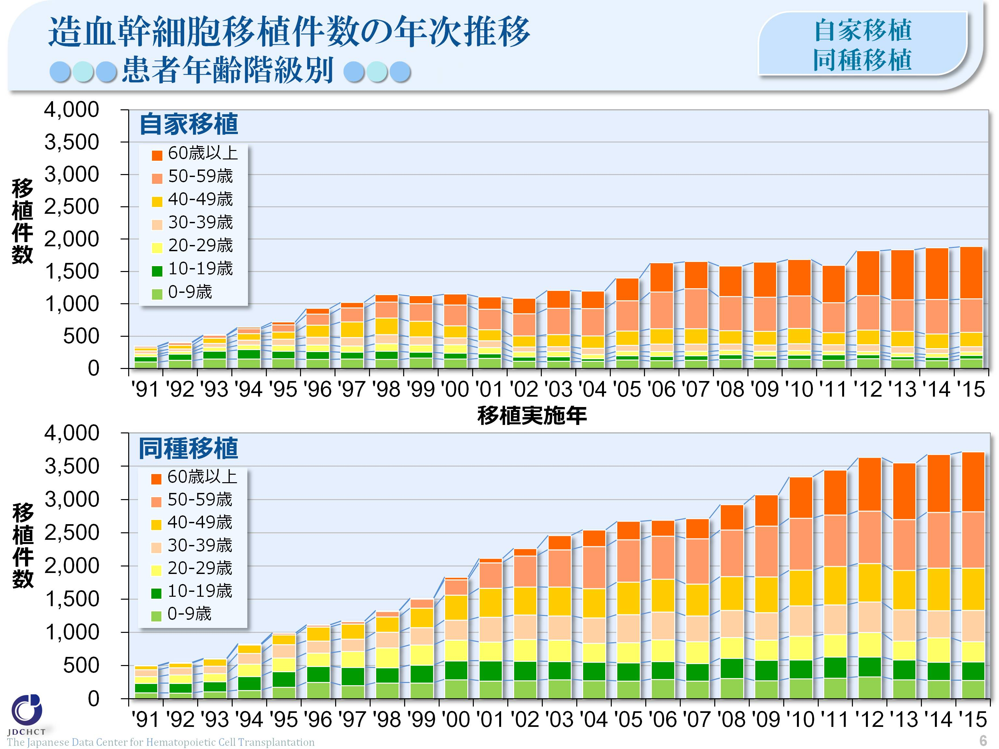 造血幹細胞移植件数の年次推移
患者年齢階級別
自家移植
同種移植
自家移植
60歳以上
50-59歳
40-49歳
30-39歳
20-29歳
10-19歳
0-9歳
移植件数
4,000
3,500
3,000
2,500
2,000
1,500
1,000
500
0
'91 '92 '93 '94 '95 '96 '97 '98 '99 '00 '01 '02 '03 '04 '05 '06 '07 '08 '09 '10 '11 '12 '13 '14 '15
移植実施年
同種移植
60歳以上
50-59歳
40-49歳
30-39歳
20-29歳
10-19歳
0-9歳
移植件数
4,000
3,500
3,000
2,500
2,000
1,500
1,000
500
0
'91 '92 '93 '94 '95 '96 '97 '98 '99 '00 '01 '02 '03 '04 '05 '06 '07 '08 '09 '10 '11 '12 '13 '14 '15
JDCHCT
The Japanese Data Center for Hematopoietic Cell Transplantation
6